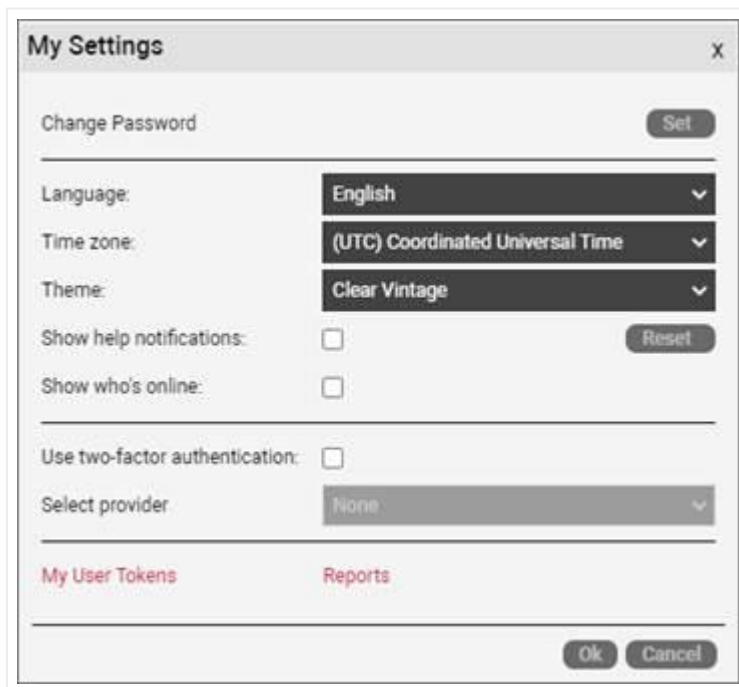 My Settings x
Change Password Set
Language: English
Time zone: (UTC) Coordinated Universal Time
Theme: Clear Vintage
Show help notifications: Reset
Show who's online:
Use two-factor authentication:
Select provider None
My User Tokens Reports
Ok Cancel